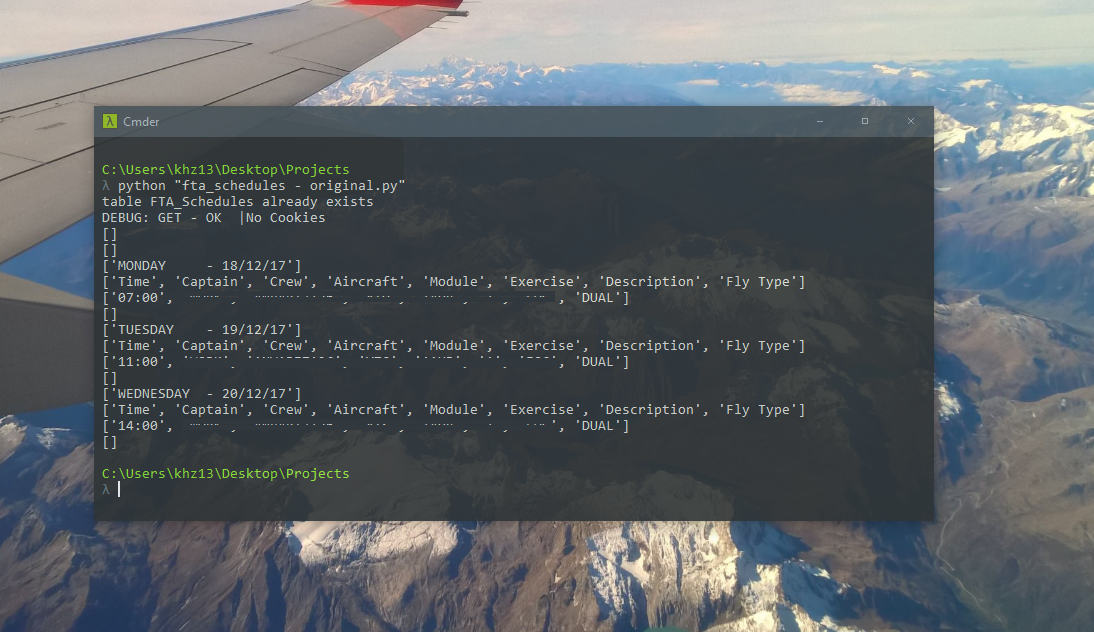 Cmder
C:\Users\khz13\Desktop\Projects
λ python "fta_schedules - original.py"
table FTA_Schedules already exists
DEBUG: GET - OK  |No Cookies
[]
[]
['MONDAY     - 18/12/17']
['Time', 'Captain', 'Crew', 'Aircraft', 'Module', 'Exercise', 'Description', 'Fly Type']
['07:00', , 'DUAL']
[]
['TUESDAY    - 19/12/17']
['Time', 'Captain', 'Crew', 'Aircraft', 'Module', 'Exercise', 'Description', 'Fly Type']
['11:00', , 'DUAL']
[]
['WEDNESDAY  - 20/12/17']
['Time', 'Captain', 'Crew', 'Aircraft', 'Module', 'Exercise', 'Description', 'Fly Type']
['14:00', ', 'DUAL']
[]
C:\Users\khz13\Desktop\Projects
λ